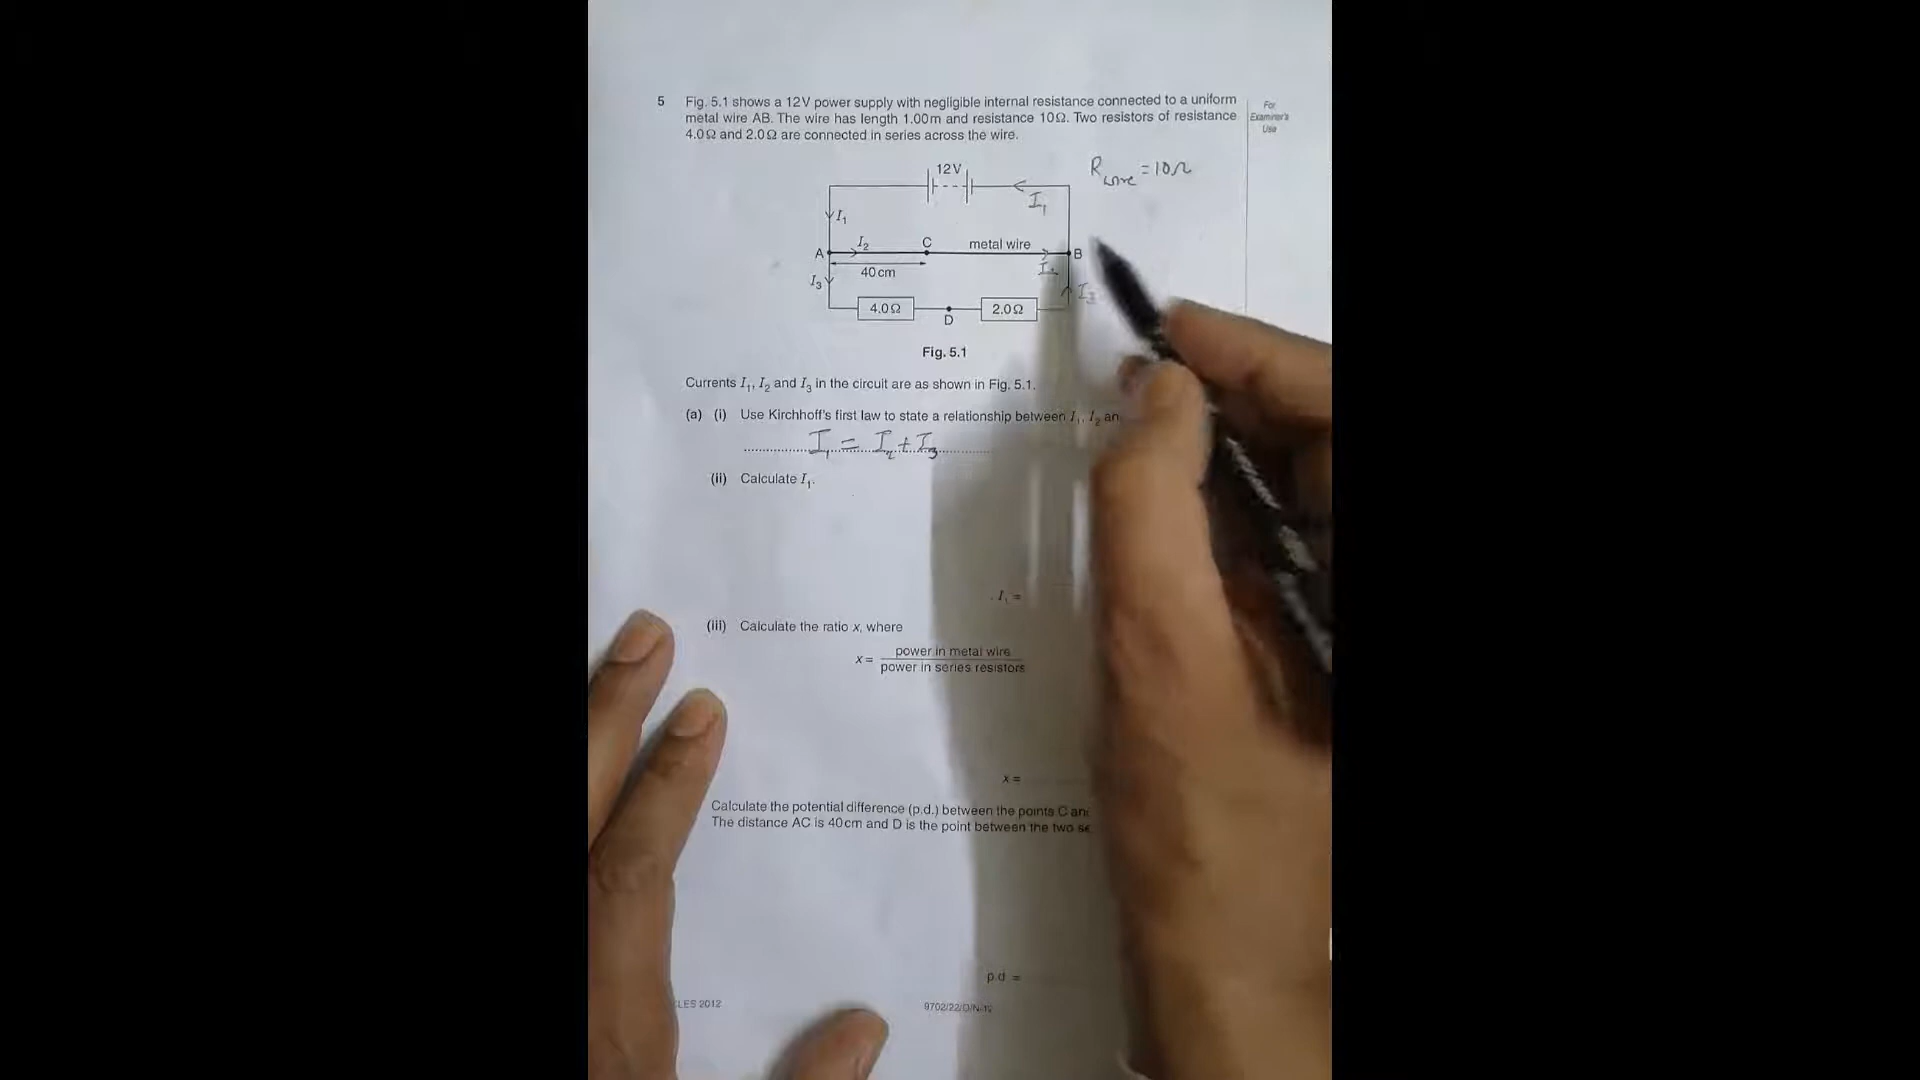 5 Fig. 5.1 shows a 12V power supply with negligible internal resistance connected to a uniform
metal wire AB. The wire has length 1.00m and resistance 10Ω. Two resistors of resistance
4.0Ω and 2.0Ω are connected in series across the wire.
For
Examiner's
Use
12V
R wire = 10Ω
I₁
I₁
A
I₂
C
metal wire
B
40cm
I₃
I₃
4.0Ω
D
2.0Ω
Fig. 5.1
Currents I₁, I₂ and I₃ in the circuit are as shown in Fig. 5.1.
(a) (i) Use Kirchhoff's first law to state a relationship between I₁, I₂ an
I₁ = I₂ + I₃
(ii) Calculate I₁.
I₁ =
(iii) Calculate the ratio x, where
x = power in metal wire
power in series resistors
x =
Calculate the potential difference (p.d.) between the points C an
The distance AC is 40cm and D is the point between the two se
p.d =
LES 2012
9702/22/O/N-12